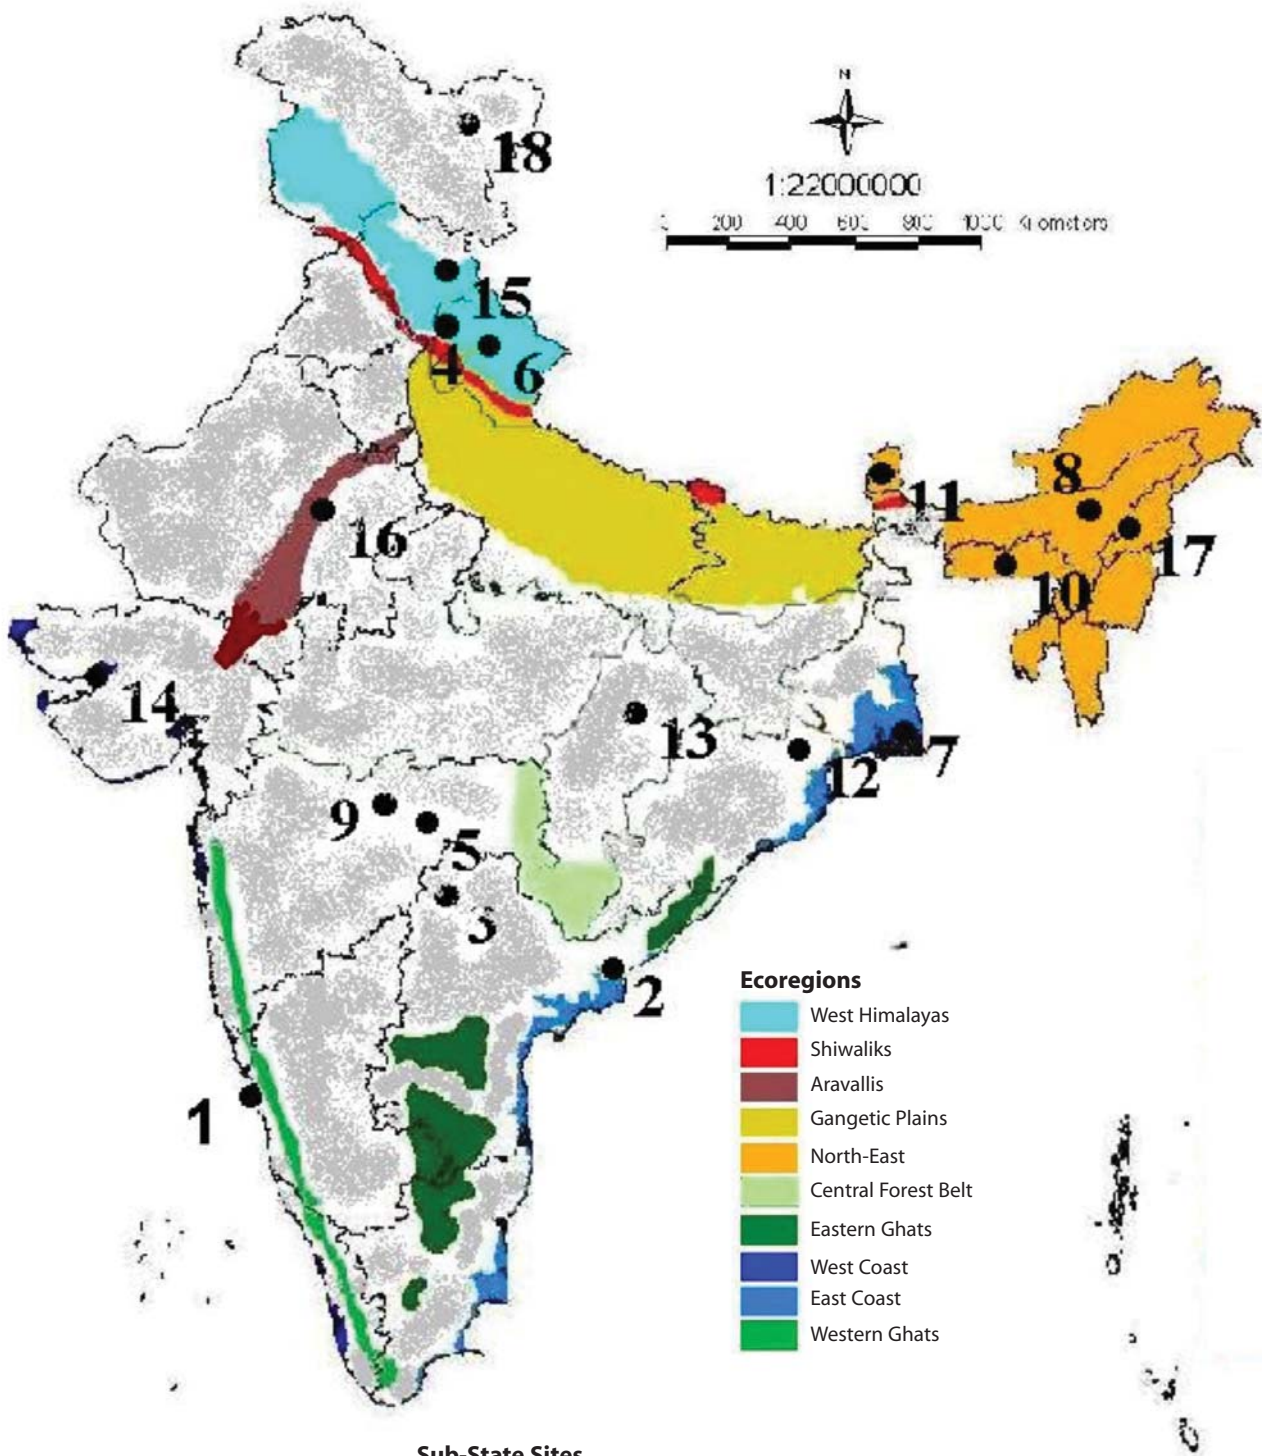 N
18
1:22000000
0 200 400 600 800 1000 Kilometers
15
4
6
8
11
16
17
10
14
13
7
12
9
5
3
2
1
Ecoregions
West Himalayas
Shiwaliks
Aravallis
Gangetic Plains
North-East
Central Forest Belt
Eastern Ghats
West Coast
East Coast
Western Ghats
Sub-State Sites